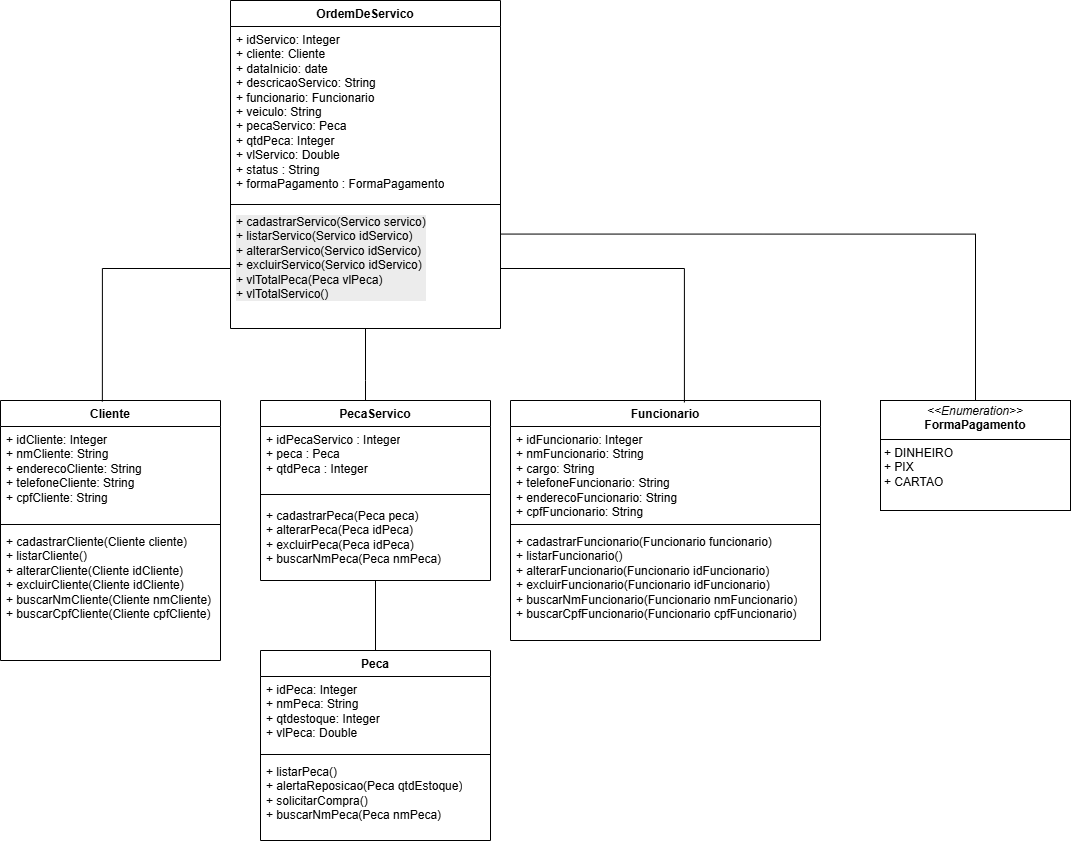 OrdemDeServico
+ idServico: Integer
+ cliente: Cliente
+ dataInicio: date
+ descricaoServico: String
+ funcionario: Funcionario
+ veiculo: String
+ pecaServico: Peca
+ qtdPeca: Integer
+ vlServico: Double
+ status : String
+ formaPagamento : FormaPagamento
+ cadastrarServico(Servico servico)
+ listarServico(Servico idServico)
+ alterarServico(Servico idServico)
+ excluirServico(Servico idServico)
+ vlTotalPeca(Peca vlPeca)
+ vlTotalServico()
Cliente
+ idCliente: Integer
+ nmCliente: String
+ enderecoCliente: String
+ telefoneCliente: String
+ cpfCliente: String
+ cadastrarCliente(Cliente cliente)
+ listarCliente()
+ alterarCliente(Cliente idCliente)
+ excluirCliente(Cliente idCliente)
+ buscarNmCliente(Cliente nmCliente)
+ buscarCpfCliente(Cliente cpfCliente)
PecaServico
+ idPecaServico : Integer
+ peca : Peca
+ qtdPeca : Integer
+ cadastrarPeca(Peca peca)
+ alterarPeca(Peca idPeca)
+ excluirPeca(Peca idPeca)
+ buscarNmPeca(Peca nmPeca)
Funcionario
+ idFuncionario: Integer
+ nmFuncionario: String
+ cargo: String
+ telefoneFuncionario: String
+ enderecoFuncionario: String
+ cpfFuncionario: String
+ cadastrarFuncionario(Funcionario funcionario)
+ listarFuncionario()
+ alterarFuncionario(Funcionario idFuncionario)
+ excluirFuncionario(Funcionario idFuncionario)
+ buscarNmFuncionario(Funcionario nmFuncionario)
+ buscarCpfFuncionario(Funcionario cpfFuncionario)
<<Enumeration>>
FormaPagamento
+ DINHEIRO
+ PIX
+ CARTAO
Peca
+ idPeca: Integer
+ nmPeca: String
+ qtdestoque: Integer
+ vlPeca: Double
+ listarPeca()
+ alertaReposicao(Peca qtdEstoque)
+ solicitarCompra()
+ buscarNmPeca(Peca nmPeca)